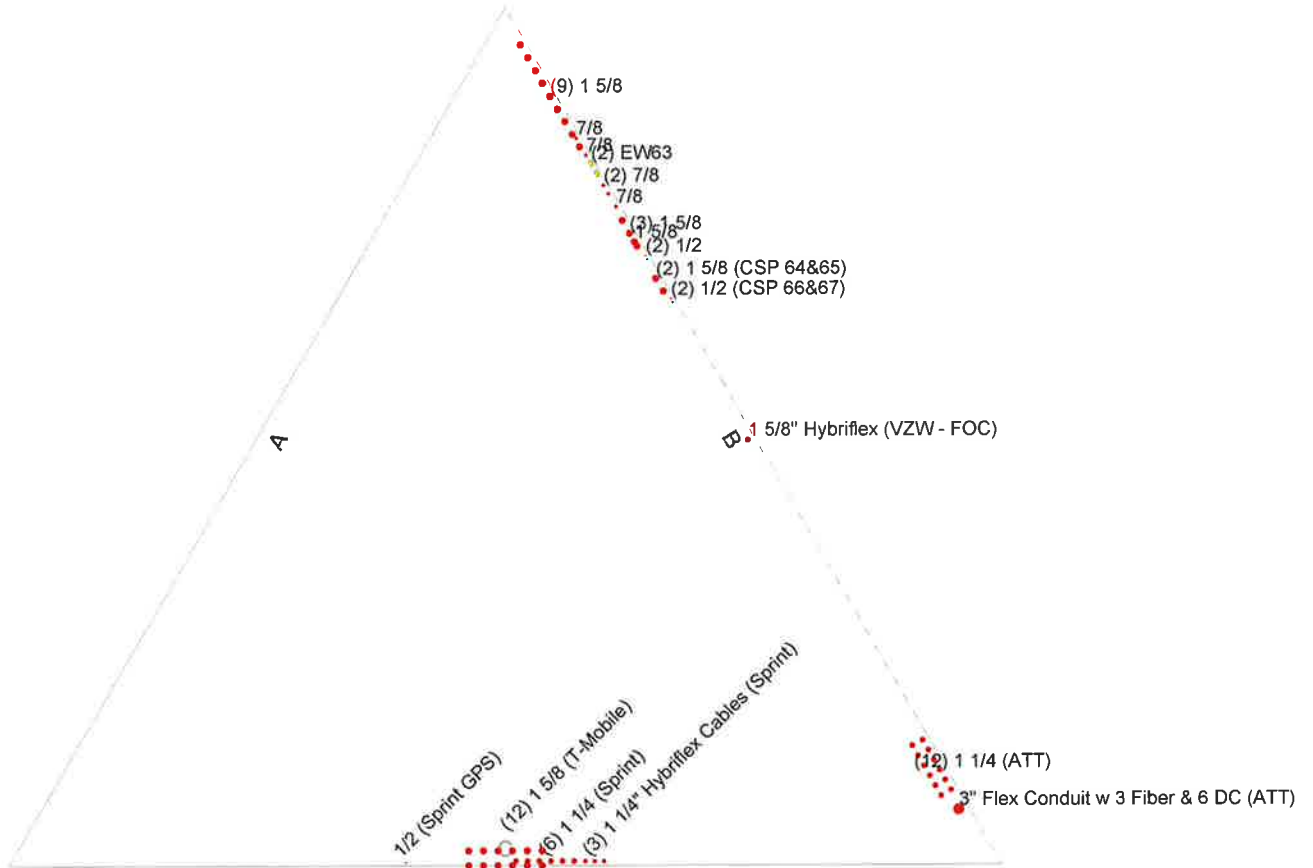 (9) 1 5/8
7/8
7/8
(2) EW63
(2) 7/8
7/8
(3) 1 5/8
1 5/8
(2) 1/2
(2) 1 5/8 (CSP 64&65)
(2) 1/2 (CSP 66&67)
A
B
1 5/8" Hybriflex (VZW - FOC)
(12) 1 1/4 (ATT)
3" Flex Conduit w 3 Fiber & 6 DC (ATT)
1/2 (Sprint GPS)
(12) 1 5/8 (T-Mobile)
(6) 1 1/4 (Sprint)
(3) 1 1/4" Hybriflex Cables (Sprint)